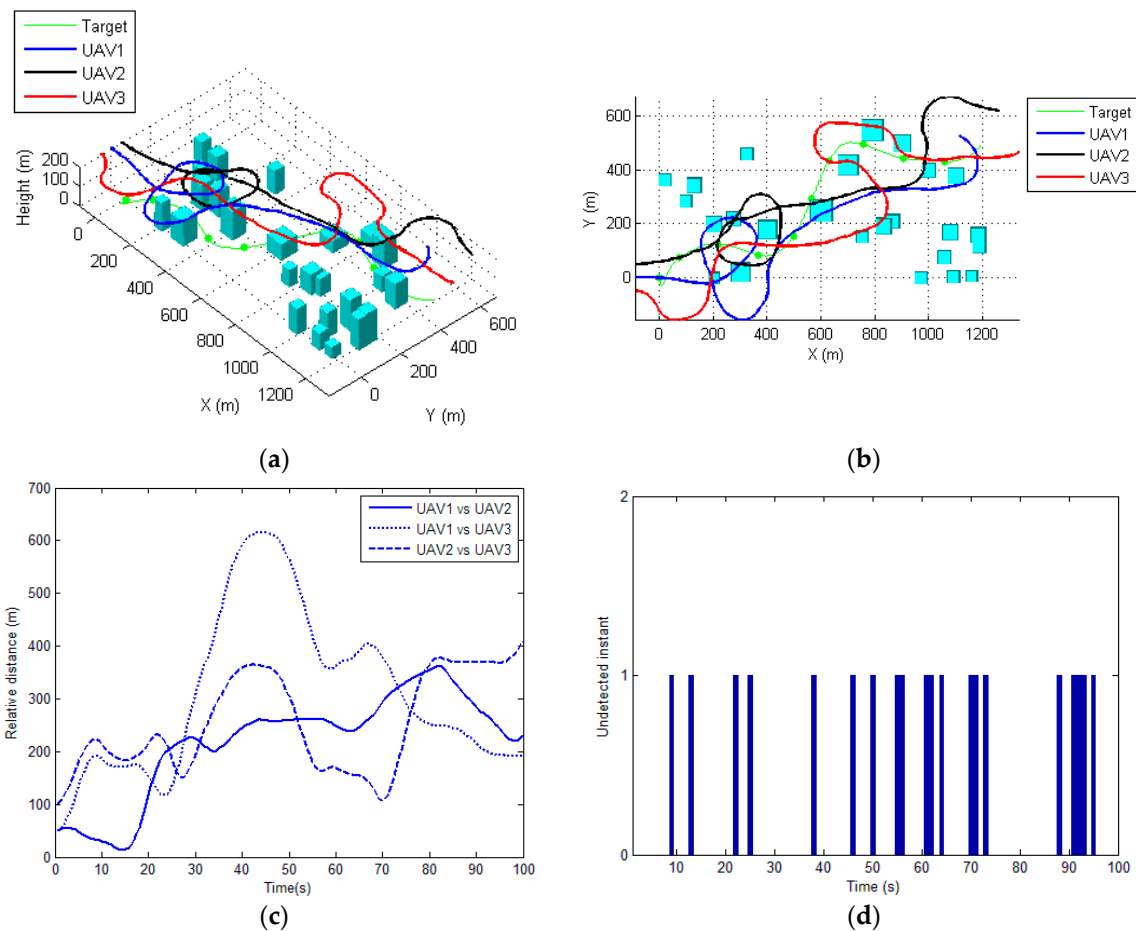 Target
UAV1
UAV2
UAV3
Height (m)
200
100
0
0
200
400
600
800
1000
1200
X (m)
0
200
400
600
Y (m)
(a)
Target
UAV1
UAV2
UAV3
600
400
200
0
Y (m)
0
200
400
600
800
1000
1200
X (m)
(b)
UAV1 vs UAV2
UAV1 vs UAV3
UAV2 vs UAV3
700
600
500
400
300
200
100
0
Relative distance (m)
0 10 20 30 40 50 60 70 80 90 100
Time(s)
(c)
2
1
0
Undetected instant
10 20 30 40 50 60 70 80 90 100
Time (s)
(d)